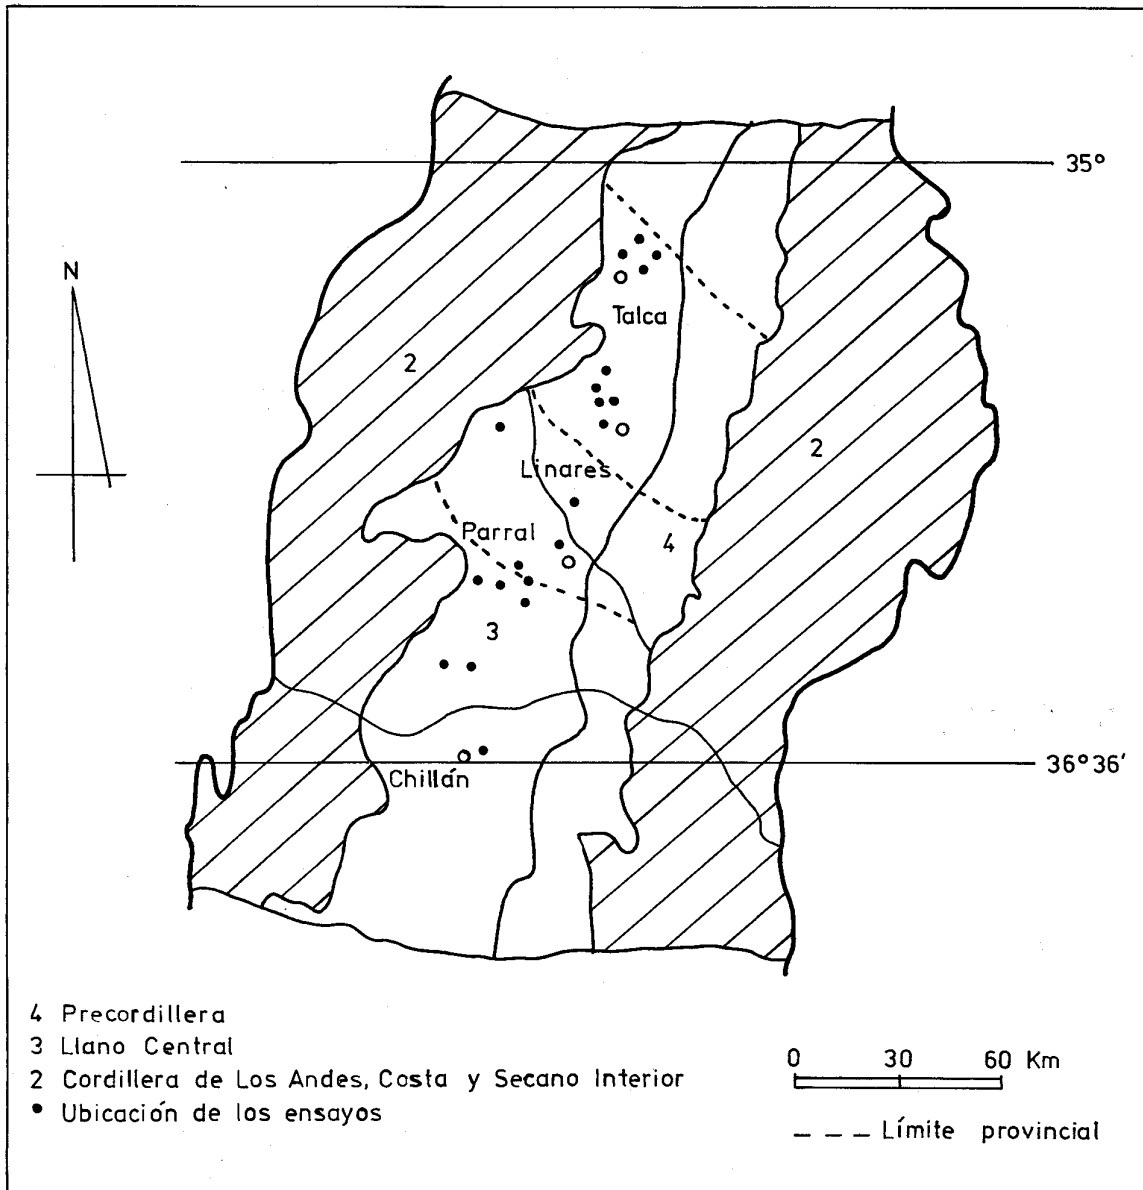 35°
N
Talca
2
2
Linares
Parral
4
3
36°36'
Chillán
4 Precordillera
3 Llano Central
2 Cordillera de Los Andes, Costa y Secano Interior
• Ubicación de los ensayos
0 30 60 Km
--- Límite provincial